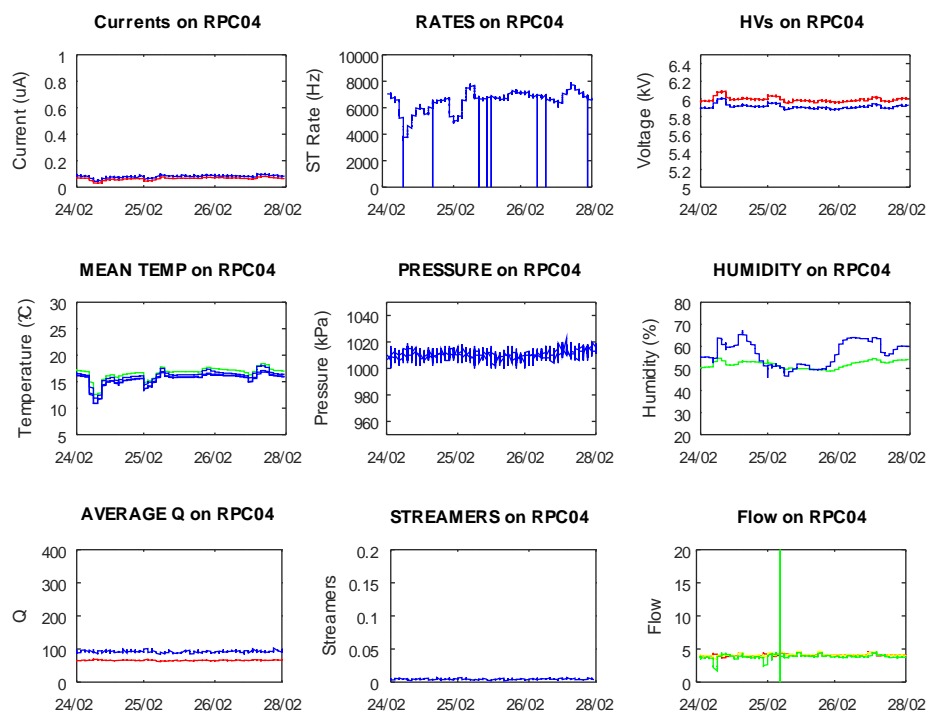 Currents on RPC04
RATES on RPC04
HVs on RPC04
Current (uA)
1
0.8
0.6
0.4
0.2
0
24/02 25/02 26/02 28/02
ST Rate (Hz)
10000
8000
6000
4000
2000
0
24/02 25/02 26/02 28/02
Voltage (kV)
6.4
6.2
6
5.8
5.6
5.4
5.2
5
24/02 25/02 26/02 28/02
MEAN TEMP on RPC04
PRESSURE on RPC04
HUMIDITY on RPC04
Temperature (?C)
30
25
20
15
10
5
24/02 25/02 26/02 28/02
Pressure (kPa)
1040
1020
1000
980
960
24/02 25/02 26/02 28/02
Humidity (%)
80
70
60
50
40
30
20
24/02 25/02 26/02 28/02
AVERAGE Q on RPC04
STREAMERS on RPC04
Flow on RPC04
Q
400
300
200
100
0
24/02 25/02 26/02 28/02
Streamers
0.2
0.15
0.1
0.05
0
24/02 25/02 26/02 28/02
Flow
20
15
10
5
0
24/02 25/02 26/02 28/02